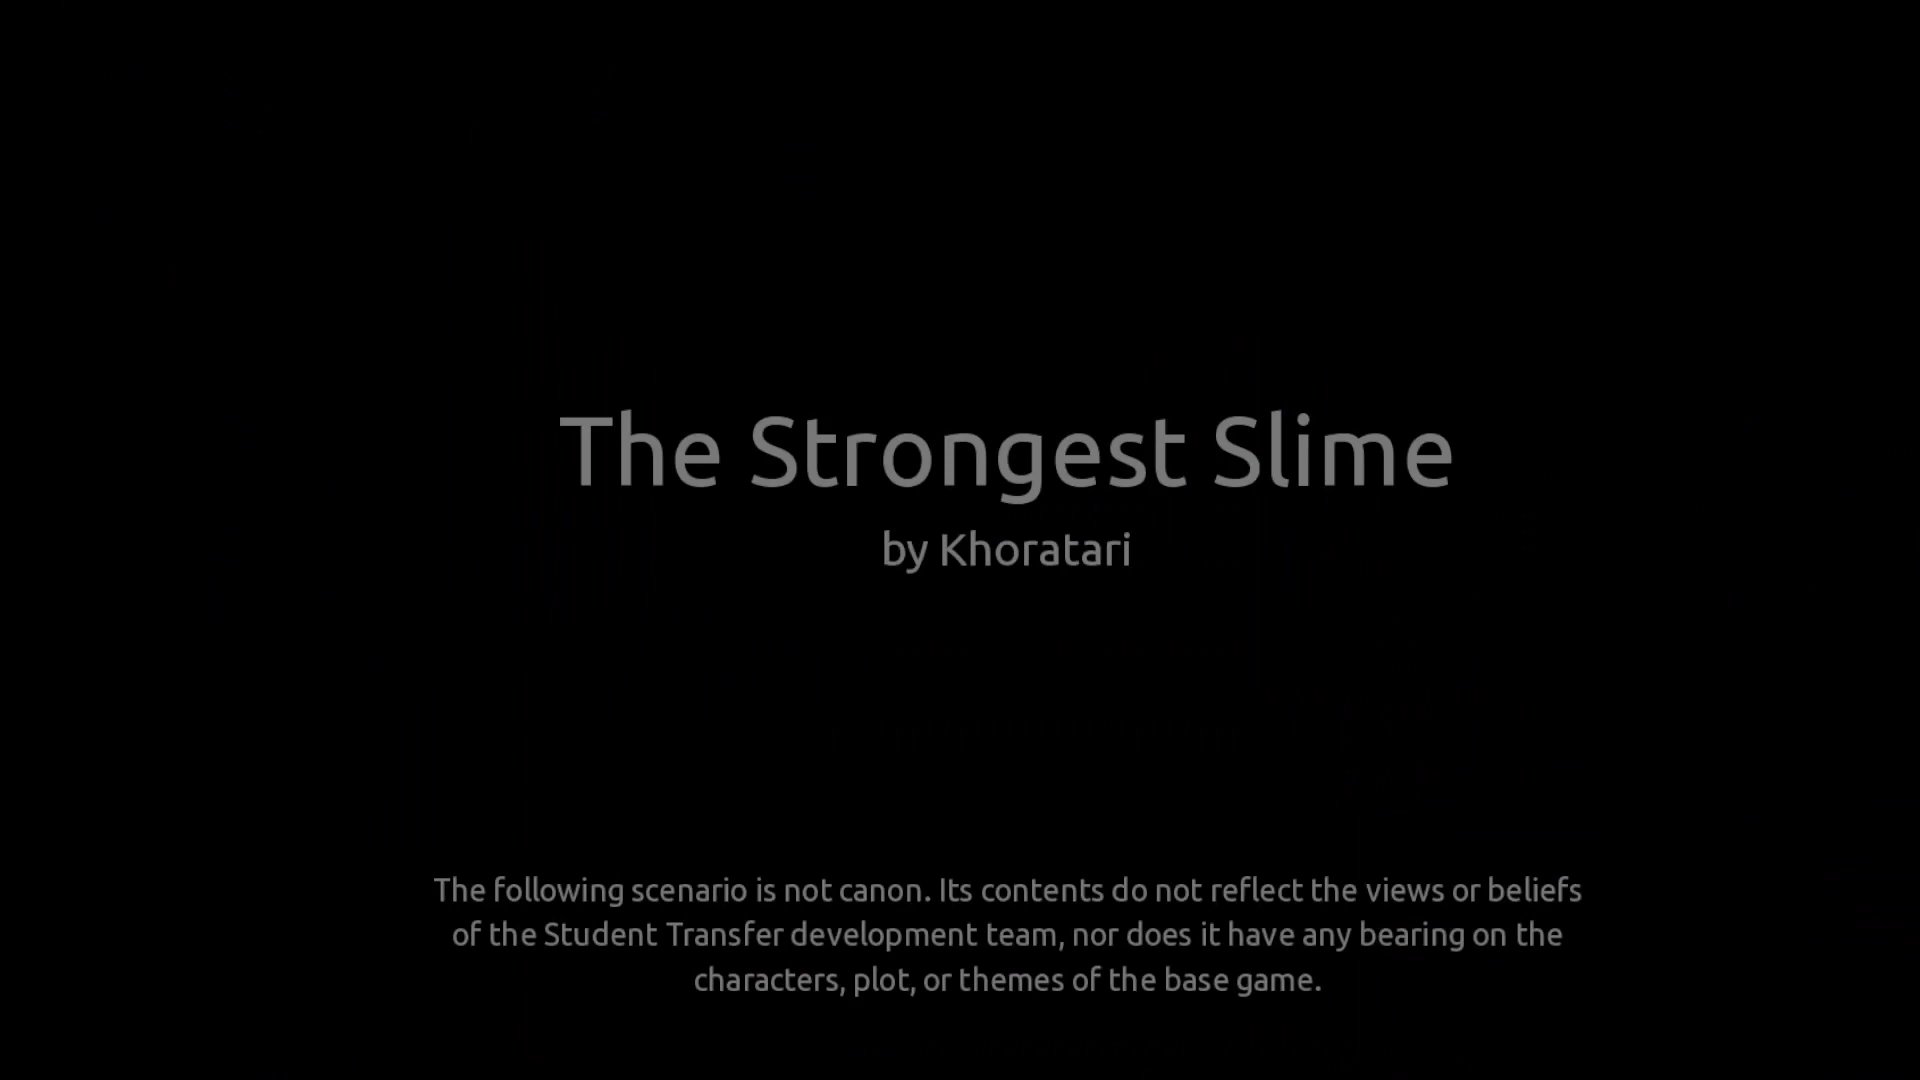 The Strongest Slime
by Khoratari
The following scenario is not canon. Its contents do not reflect the views or beliefs
of the Student Transfer development team, nor does it have any bearing on the
characters, plot, or themes of the base game.